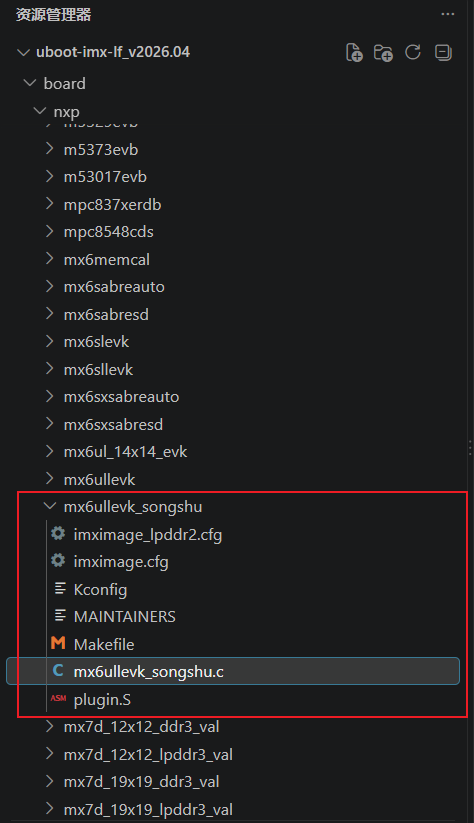 资源管理器
uboot-imx-lf_v2026.04
board
nxp
m5329evb
m5373evb
m53017evb
mpc837xerdb
mpc8548cds
mx6memcal
mx6sabreauto
mx6sabresd
mx6slevk
mx6sllevk
mx6sxsabreauto
mx6sxsabresd
mx6ul_14x14_evk
mx6ullevk
mx6ullevk_songshu
imximage_lpddr2.cfg
imximage.cfg
Kconfig
MAINTAINERS
M Makefile
C mx6ullevk_songshu.c
ASM plugin.S
mx7d_12x12_ddr3_val
mx7d_12x12_lpddr3_val
mx7d_19x19_ddr3_val
mx7d_19x19_lpddr3_val